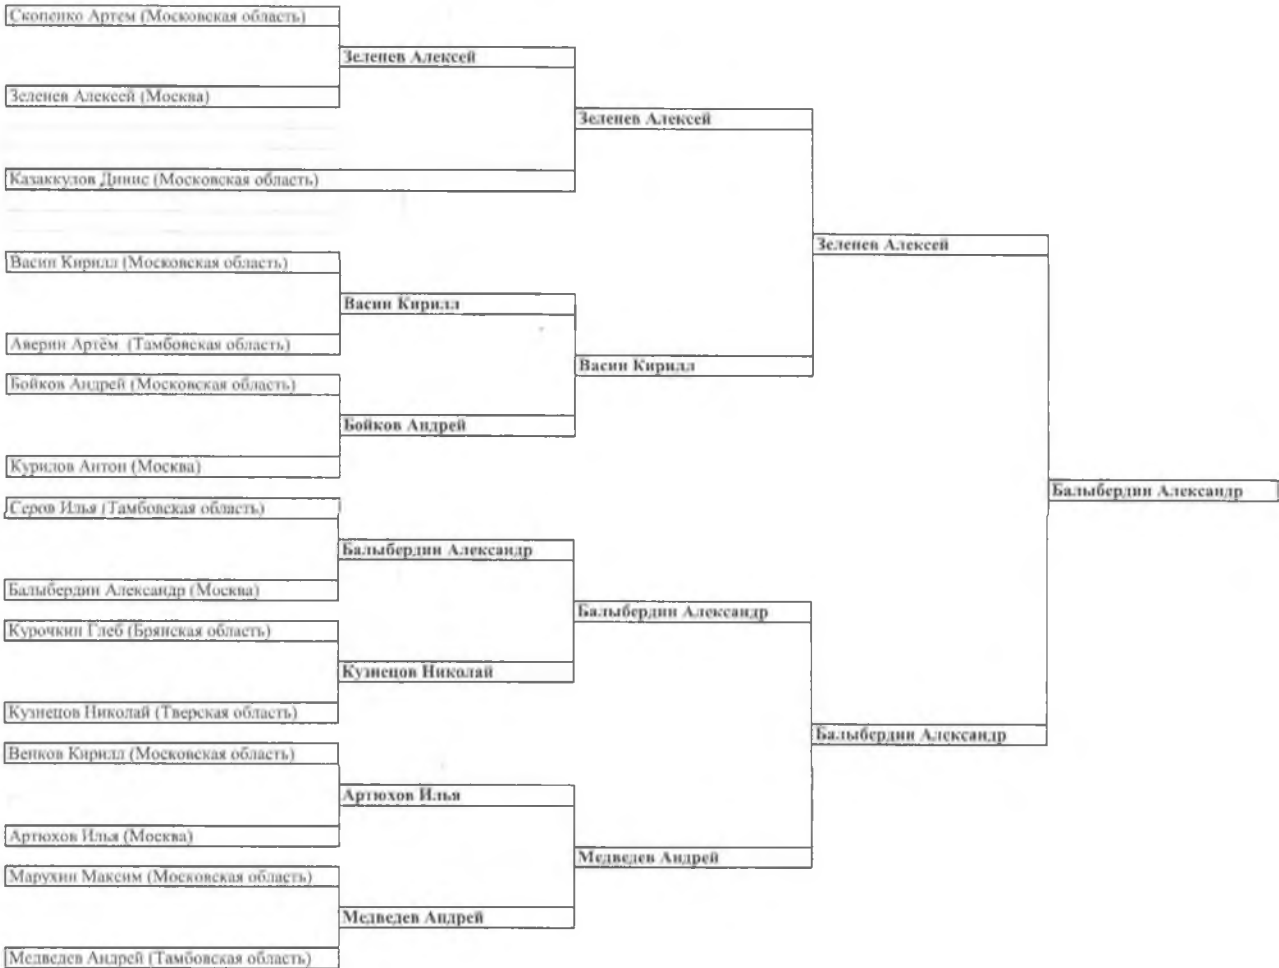 Скопенко Артем (Московская область)
Зеленев Алексей
Зеленев Алексей (Москва)
Зеленев Алексей
Казаккулов Динис (Московская область)
Зеленев Алексей
Васин Кирилл (Московская область)
Васин Кирилл
Аверин Артём (Тамбовская область)
Васин Кирилл
Бойков Андрей (Московская область)
Бойков Андрей
Курилов Антон (Москва)
Балыбердин Александр
Серов Илья (Тамбовская область)
Балыбердин Александр
Балыбердин Александр (Москва)
Балыбердин Александр
Курочкин Глеб (Брянская область)
Кузнецов Николай
Кузнецов Николай (Тверская область)
Балыбердин Александр
Венков Кирилл (Московская область)
Артюхов Илья
Артюхов Илья (Москва)
Медведев Андрей
Марухин Максим (Московская область)
Медведев Андрей
Медведев Андрей (Тамбовская область)